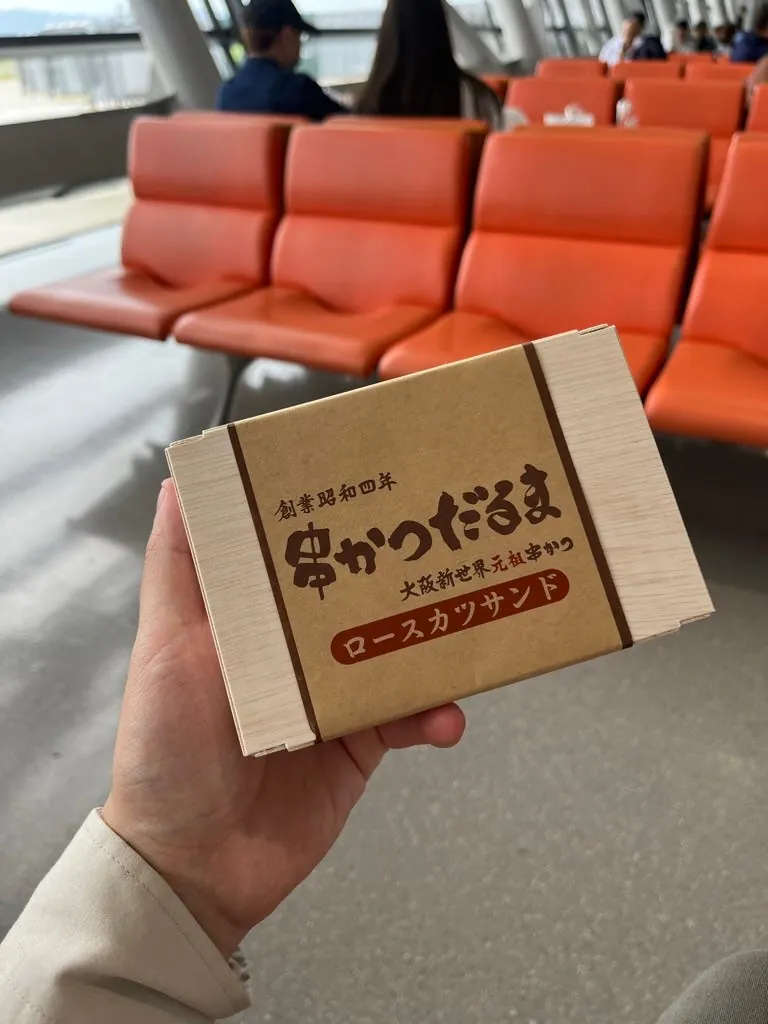 創業昭和四年
串かつだるま
大阪新世界元祖串かつ
ロースカツサンド